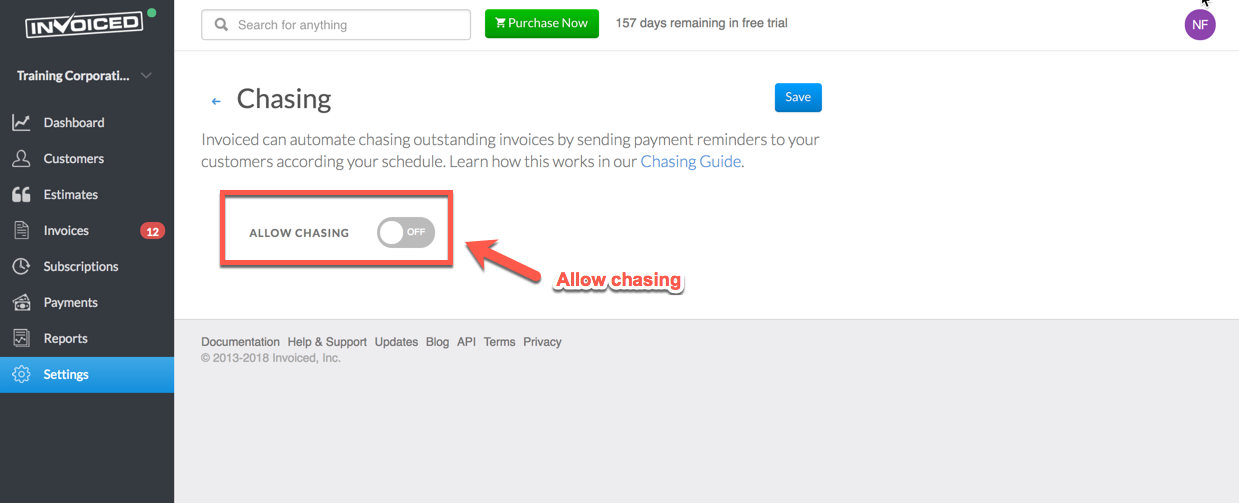 INVOICED
Search for anything
Purchase Now
157 days remaining in free trial
NF
Training Corporati...
Dashboard
Customers
Estimates
Invoices
12
Subscriptions
Payments
Reports
Settings
Chasing
Save
Invoiced can automate chasing outstanding invoices by sending payment reminders to your
customers according your schedule. Learn how this works in our Chasing Guide.
ALLOW CHASING
OFF
Allow chasing
Documentation Help & Support Updates Blog API Terms Privacy
© 2013-2018 Invoiced, Inc.